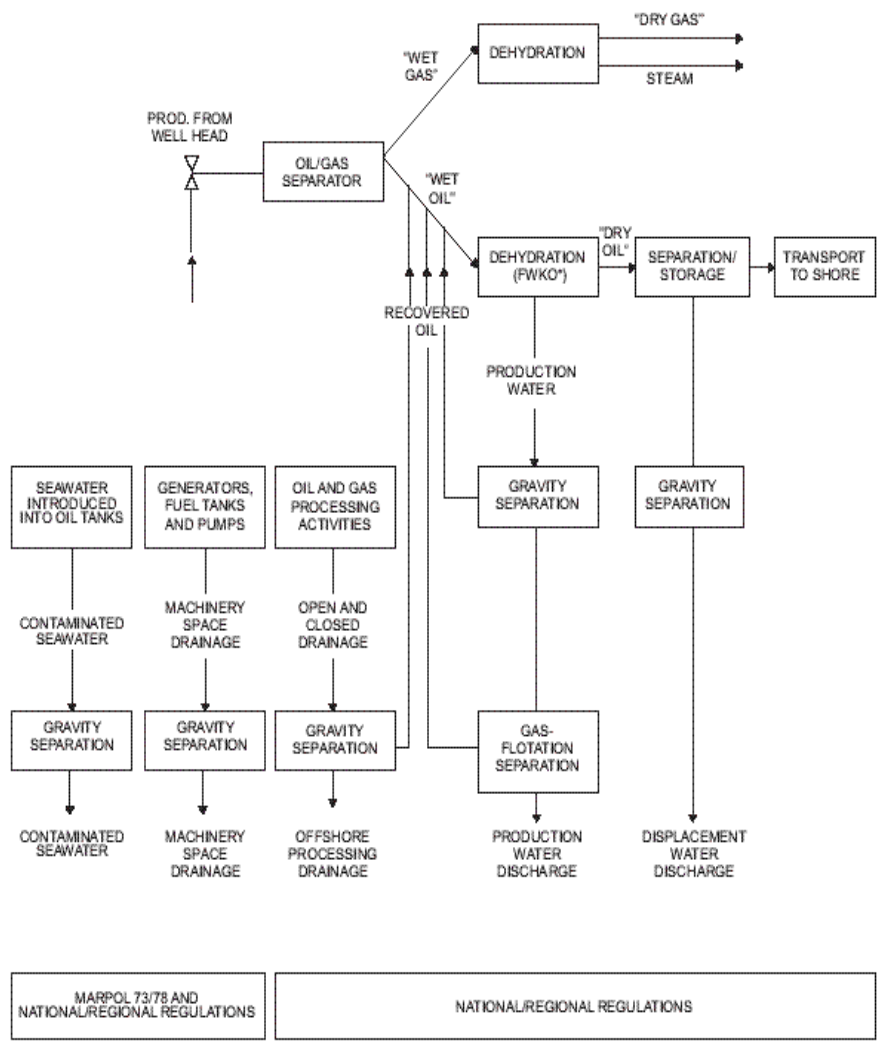 "DRY GAS"
"WET
GAS"
DEHYDRATION
STEAM
PROD. FROM
WELL HEAD
OIL/GAS
SEPARATOR
"WET
OIL"
"DRY
OIL"
DEHYDRATION
(FWKO*)
SEPARATION/
STORAGE
TRANSPORT
TO SHORE
RECOVERED
OIL
PRODUCTION
WATER
SEAWATER
INTRODUCED
INTO OIL TANKS
GENERATORS,
FUEL TANKS
AND PUMPS
OIL AND GAS
PROCESSING
ACTIVITIES
GRAVITY
SEPARATION
GRAVITY
SEPARATION
CONTAMINATED
SEAWATER
MACHINERY
SPACE
DRAINAGE
OPEN AND
CLOSED
DRAINAGE
GRAVITY
SEPARATION
GRAVITY
SEPARATION
GRAVITY
SEPARATION
GAS-
FLOTATION
SEPARATION
CONTAMINATED
SEAWATER
MACHINERY
SPACE
DRAINAGE
OFFSHORE
PROCESSING
DRAINAGE
PRODUCTION
WATER
DISCHARGE
DISPLACEMENT
WATER
DISCHARGE
MARPOL 73/78 AND
NATIONAL/REGIONAL REGULATIONS
NATIONAL/REGIONAL REGULATIONS